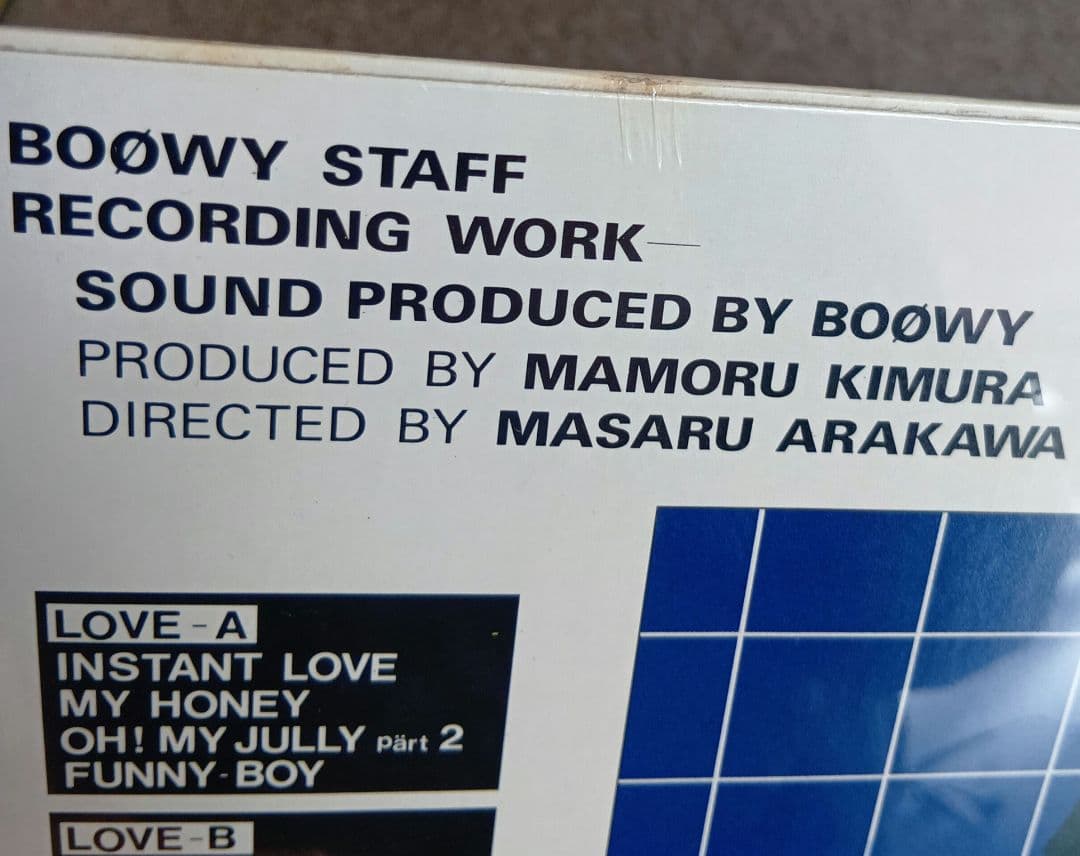 BOØWY STAFF
RECORDING WORK—
SOUND PRODUCED BY BOØWY
PRODUCED BY MAMORU KIMURA
DIRECTED BY MASARU ARAKAWA
LOVE-A
INSTANT LOVE
MY HONEY
OH! MY JULLY pärt 2
FUNNY-BOY
LOVE-B